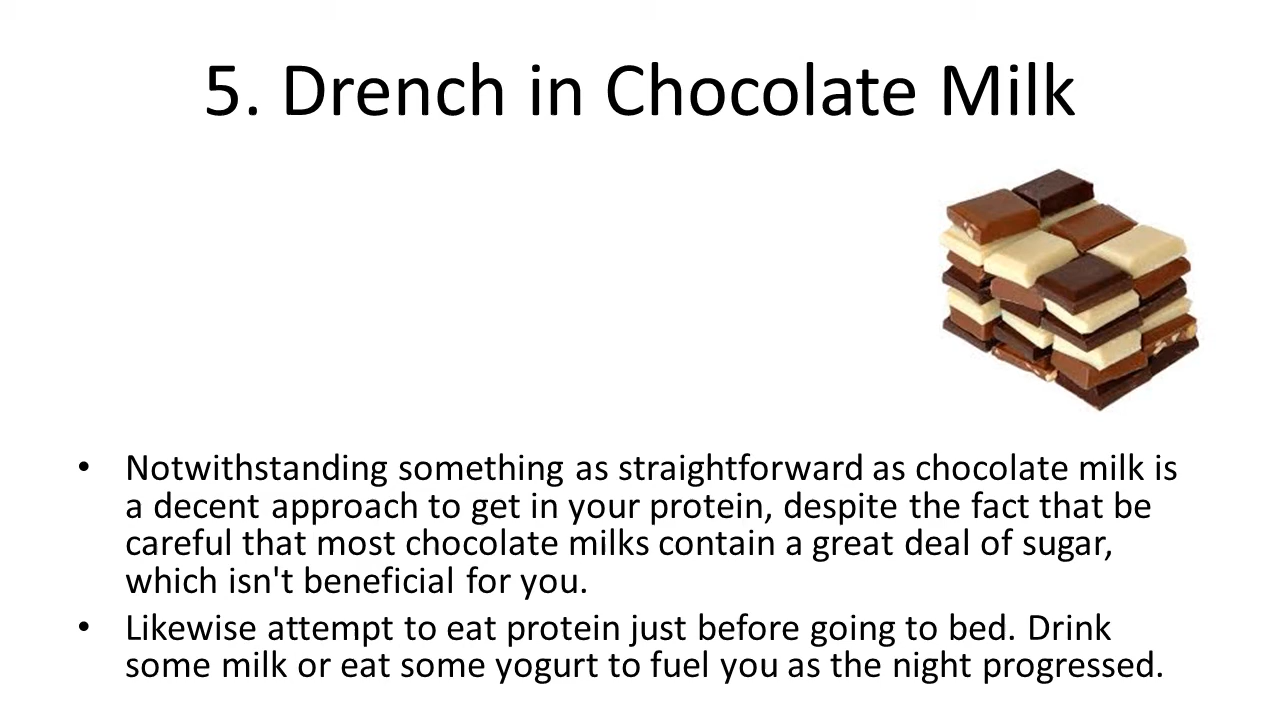 5. Drench in Chocolate Milk
• Notwithstanding something as straightforward as chocolate milk is
a decent approach to get in your protein, despite the fact that be
careful that most chocolate milks contain a great deal of sugar,
which isn't beneficial for you.
• Likewise attempt to eat protein just before going to bed. Drink
some milk or eat some yogurt to fuel you as the night progressed.